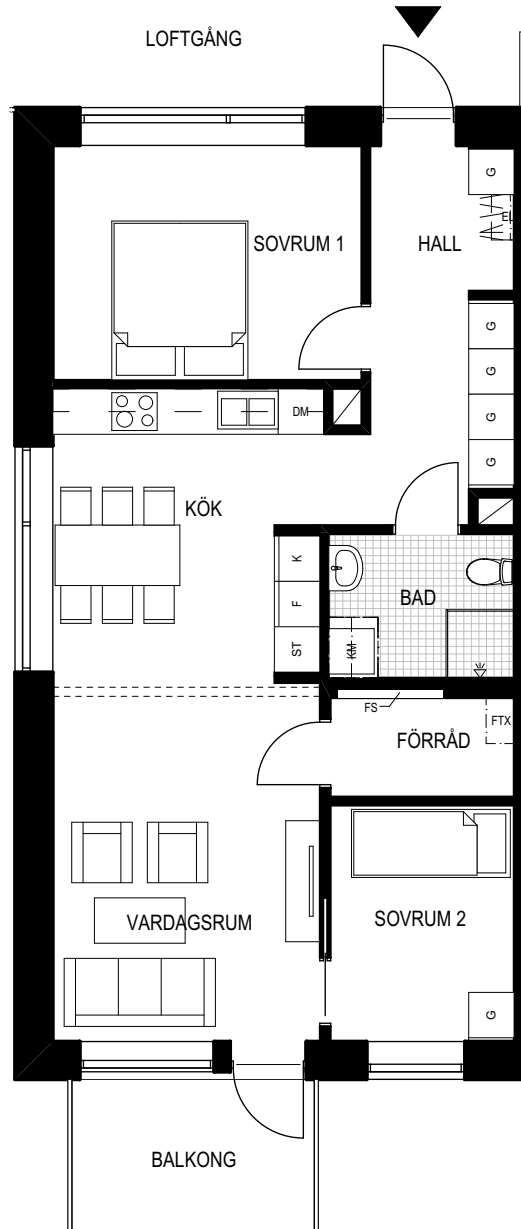 LOFTGÅNG
G
EL
SOVRUM 1
HALL
G
G
G
G
DM
KÖK
K
F
ST
BAD
KM
FS
FTX
FÖRRÅD
VARDAGSRUM
SOVRUM 2
G
BALKONG